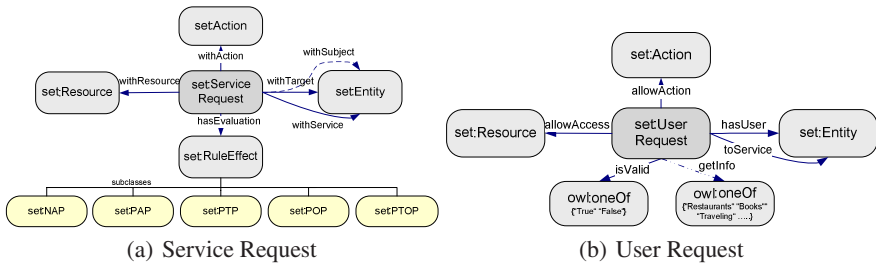 set:Action
withAction
withSubject
set:Resource
withResource
set:Service
Request
withTarget
set:Entity
hasEvaluation
withService
set:RuleEffect
subclasses
set:NAP
set:PAP
set:PTP
set:POP
set:PTOP
(a) Service Request
set:Action
allowAction
set:Resource
allowAccess
set:User
Request
hasUser
set:Entity
toService
isValid
getInfo
owl:oneOf
{"True" "False"}
owl:oneOf
{"Restaurants" "Books""
"Traveling" .....}
(b) User Request